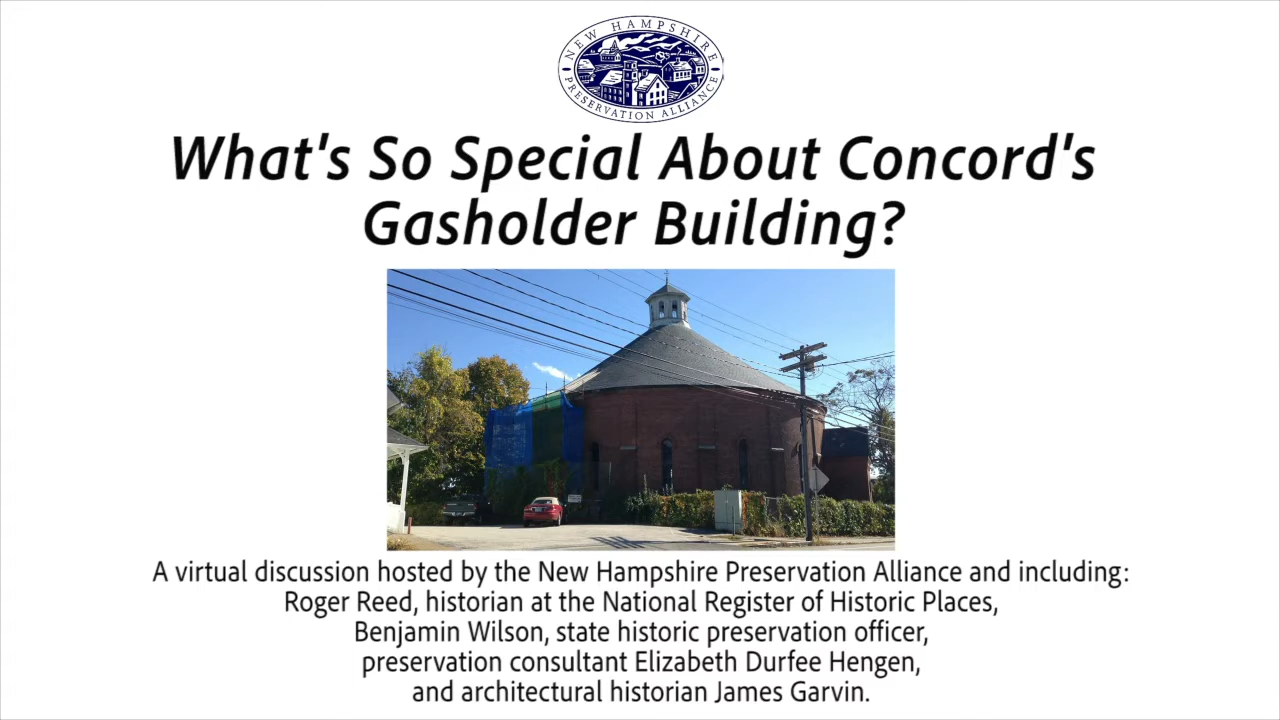 NEW HAMPSHIRE
PRESERVATION ALLIANCE
What's So Special About Concord's
Gasholder Building?
A virtual discussion hosted by the New Hampshire Preservation Alliance and including:
Roger Reed, historian at the National Register of Historic Places,
Benjamin Wilson, state historic preservation officer,
preservation consultant Elizabeth Durfee Hengen,
and architectural historian James Garvin.